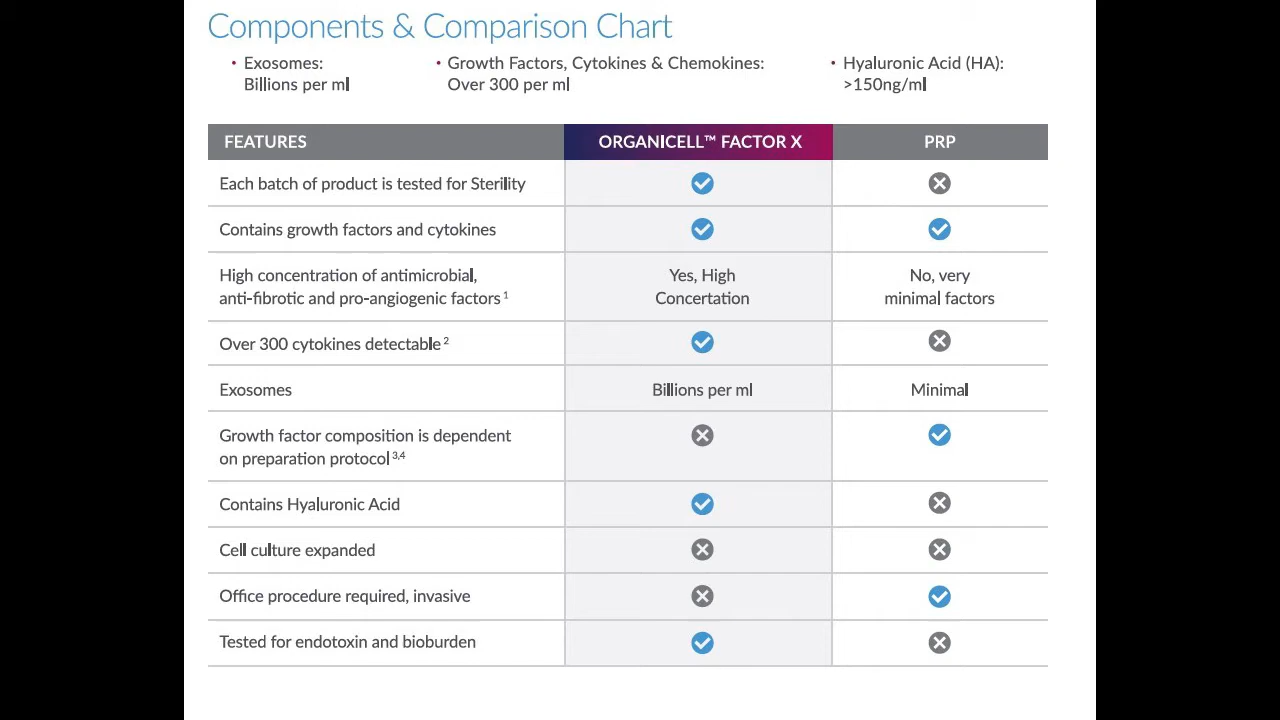 Components & Comparison Chart
• Exosomes:
Billions per ml
• Growth Factors, Cytokines & Chemokines:
Over 300 per ml
• Hyaluronic Acid (HA):
>150ng/ml
FEATURES ORGANICELL™ FACTOR X PRP
Each batch of product is tested for Sterility
Contains growth factors and cytokines
High concentration of antimicrobial,
anti-fibrotic and pro-angiogenic factors 1
Yes, High
Concertation
No, very
minimal factors
Over 300 cytokines detectable 2
Exosomes Billions per ml Minimal
Growth factor composition is dependent
on preparation protocol 3,4
Contains Hyaluronic Acid
Cell culture expanded
Office procedure required, invasive
Tested for endotoxin and bioburden